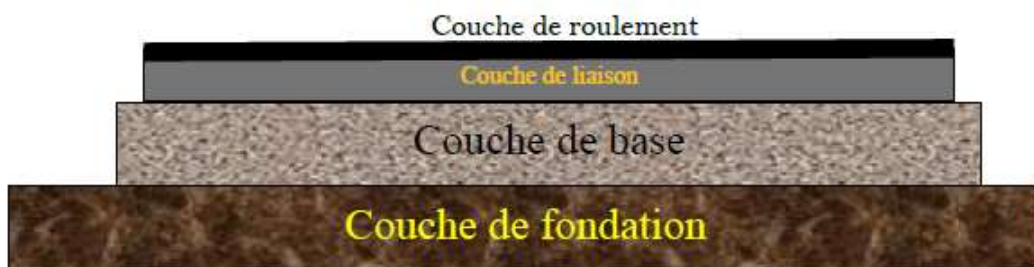 Couche de roulement
Couche de liaison
Couche de base
Couche de fondation